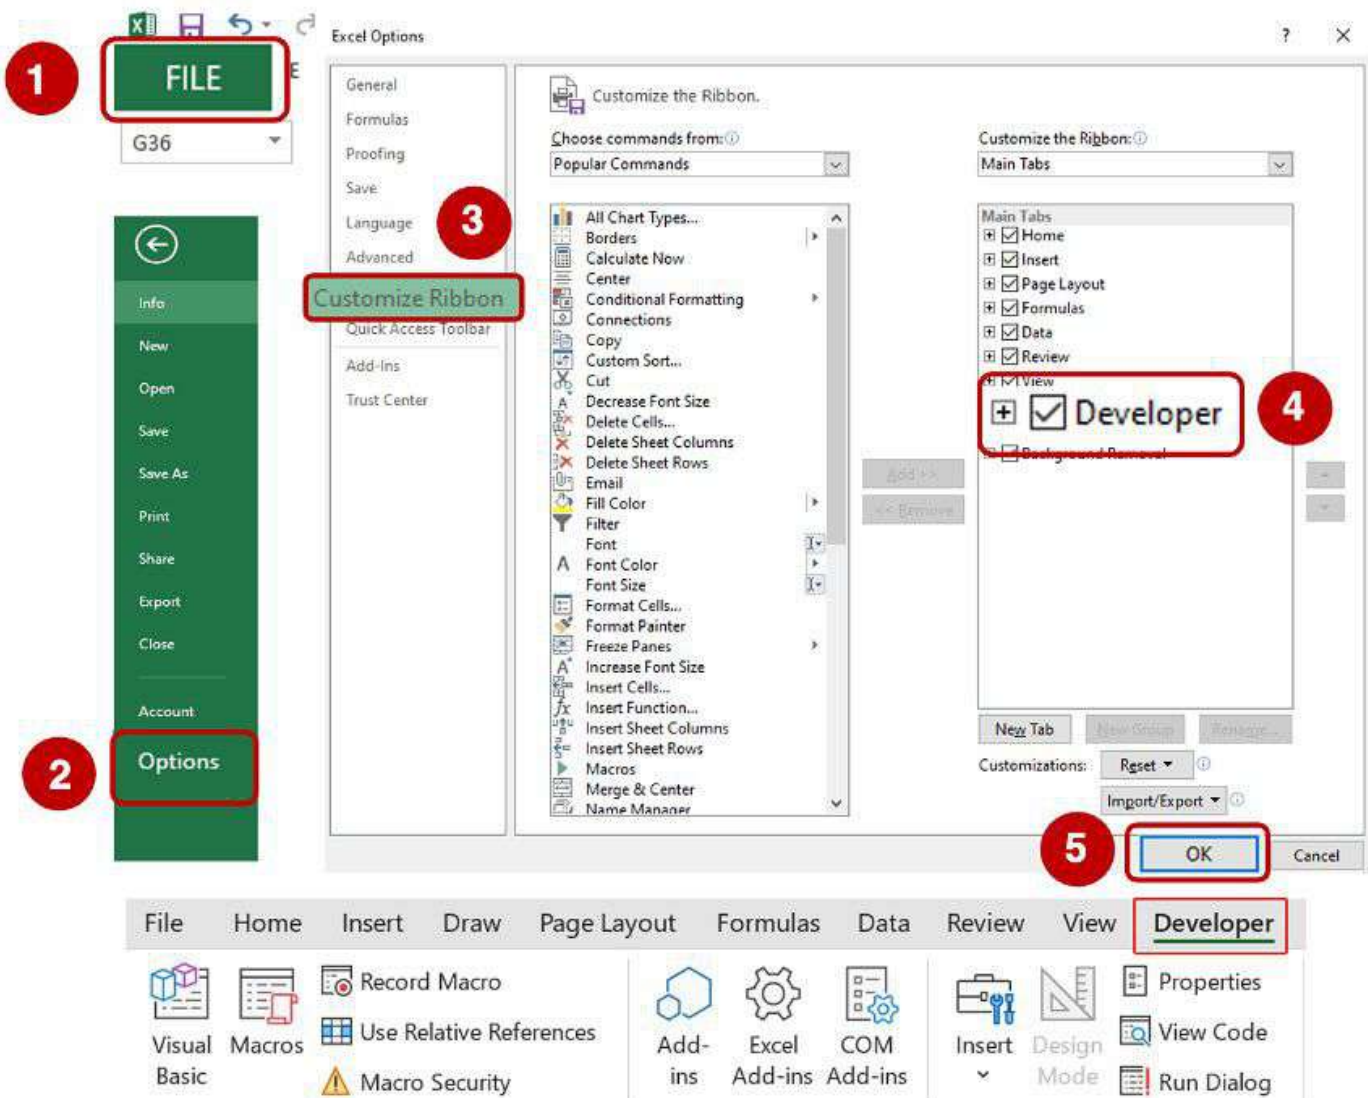 1
FILE
E
G36
Info
New
Open
Save
Save As
Print
Share
Export
Close
Account
2
Options
Excel Options
?
General
Formulas
Proofing
Save
Language
3
Advanced
Customize Ribbon
Quick Access Toolbar
Add-Ins
Trust Center
Customize the Ribbon.
Choose commands from:
Popular Commands
All Chart Types...
Borders
Calculate Now
Center
Conditional Formatting
Connections
Copy
Custom Sort...
Cut
Decrease Font Size
Delete Cells...
Delete Sheet Columns
Delete Sheet Rows
Email
Fill Color
Filter
Font
Font Color
Font Size
Format Cells...
Format Painter
Freeze Panes
Increase Font Size
Insert Cells...
Insert Function...
Insert Sheet Columns
Insert Sheet Rows
Macros
Merge & Center
Name Manager
Add >>
<< Remove
Customize the Ribbon:
Main Tabs
Main Tabs
Home
Insert
Page Layout
Formulas
Data
Review
View
Developer
4
Background Removal
New Tab
New Group
Rename...
Customizations:
Reset
Import/Export
5
OK
Cancel
File Home Insert Draw Page Layout Formulas Data Review View Developer
Visual
Basic
Macros
Record Macro
Use Relative References
Macro Security
Add-
ins
Excel
Add-ins
COM
Add-ins
Insert
Design
Mode
Properties
View Code
Run Dialog